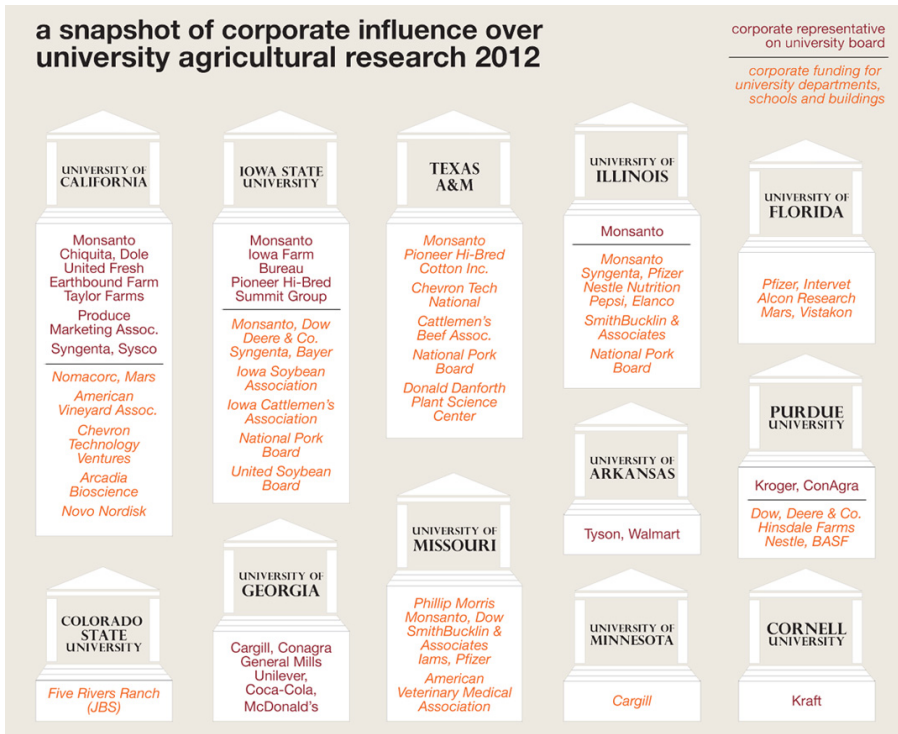 a snapshot of corporate influence over
university agricultural research 2012
corporate representative
on university board
corporate funding for
university departments,
schools and buildings
UNIVERSITY OF
CALIFORNIA
Monsanto
Chiquita, Dole
United Fresh
Earthbound Farm
Taylor Farms
Produce
Marketing Assoc.
Syngenta, Sysco
Nomacorc, Mars
American
Vineyard Assoc.
Chevron
Technology
Ventures
Arcadia
Bioscience
Novo Nordisk
IOWA STATE
UNIVERSITY
Monsanto
Iowa Farm
Bureau
Pioneer Hi-Bred
Summit Group
Monsanto, Dow
Deere & Co.
Syngenta, Bayer
Iowa Soybean
Association
Iowa Cattlemen's
Association
National Pork
Board
United Soybean
Board
TEXAS
A&M
Monsanto
Pioneer Hi-Bred
Cotton Inc.
Chevron Tech
National
Cattlemen's
Beef Assoc.
National Pork
Board
Donald Danforth
Plant Science
Center
UNIVERSITY OF
ILLINOIS
Monsanto
Monsanto
Syngenta, Pfizer
Nestle Nutrition
Pepsi, Elanco
SmithBucklin &
Associates
National Pork
Board
UNIVERSITY OF
FLORIDA
Pfizer, Intervet
Alcon Research
Mars, Vistakon
UNIVERSITY OF
ARKANSAS
Tyson, Walmart
PURDUE
UNIVERSITY
Kroger, ConAgra
Dow, Deere & Co.
Hinsdale Farms
Nestle, BASF
COLORADO
STATE
UNIVERSITY
Five Rivers Ranch
(JBS)
UNIVERSITY OF
GEORGIA
Cargill, Conagra
General Mills
Unilever,
Coca-Cola,
McDonald's
UNIVERSITY OF
MISSOURI
Phillip Morris
Monsanto, Dow
SmithBucklin &
Associates
Iams, Pfizer
American
Veterinary Medical
Association
UNIVERSITY OF
MINNESOTA
Cargill
CORNELL
UNIVERSITY
Kraft